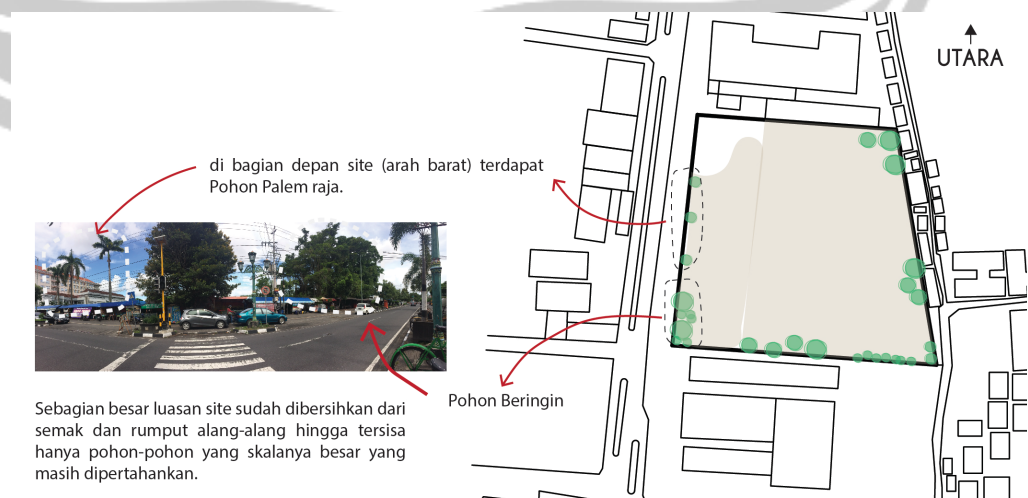 UTARA
di bagian depan site (arah barat) terdapat
Pohon Palem raja.
Pohon Beringin
Sebagian besar luasan site sudah dibersihkan dari
semak dan rumput alang-alang hingga tersisa
hanya pohon-pohon yang skalanya besar yang
masih dipertahankan.